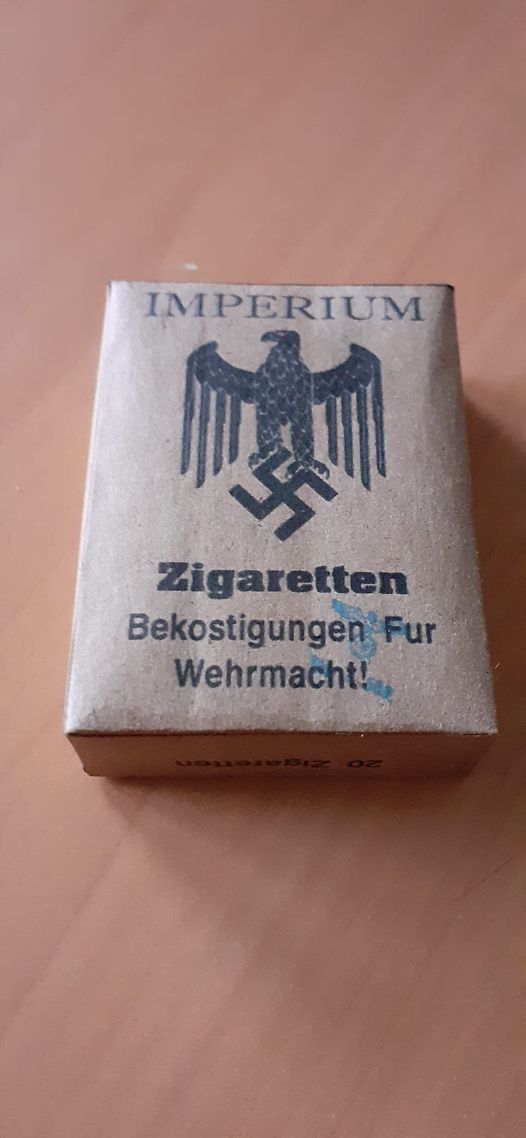 IMPERIUM
Zigaretten
Bekostigungen Fur
Wehrmacht!
20 Zigaretten